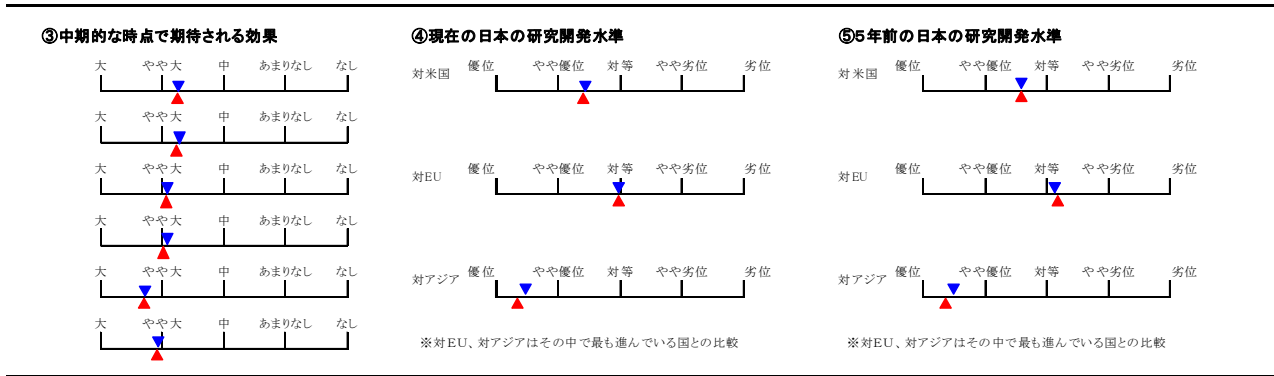 ③中期的な時点で期待される効果
大 やや大 中 あまりなし なし
大 やや大 中 あまりなし なし
大 やや大 中 あまりなし なし
大 やや大 中 あまりなし なし
大 やや大 中 あまりなし なし
大 やや大 中 あまりなし なし
④現在の日本の研究開発水準
対米国 優位 やや優位 対等 やや劣位 劣位
対EU 優位 やや優位 対等 やや劣位 劣位
対アジア 優位 やや優位 対等 やや劣位 劣位
※対EU、対アジアはその中で最も進んでいる国との比較
⑤5年前の日本の研究開発水準
対米国 優位 やや優位 対等 やや劣位 劣位
対EU 優位 やや優位 対等 やや劣位 劣位
対アジア 優位 やや優位 対等 やや劣位 劣位
※対EU、対アジアはその中で最も進んでいる国との比較